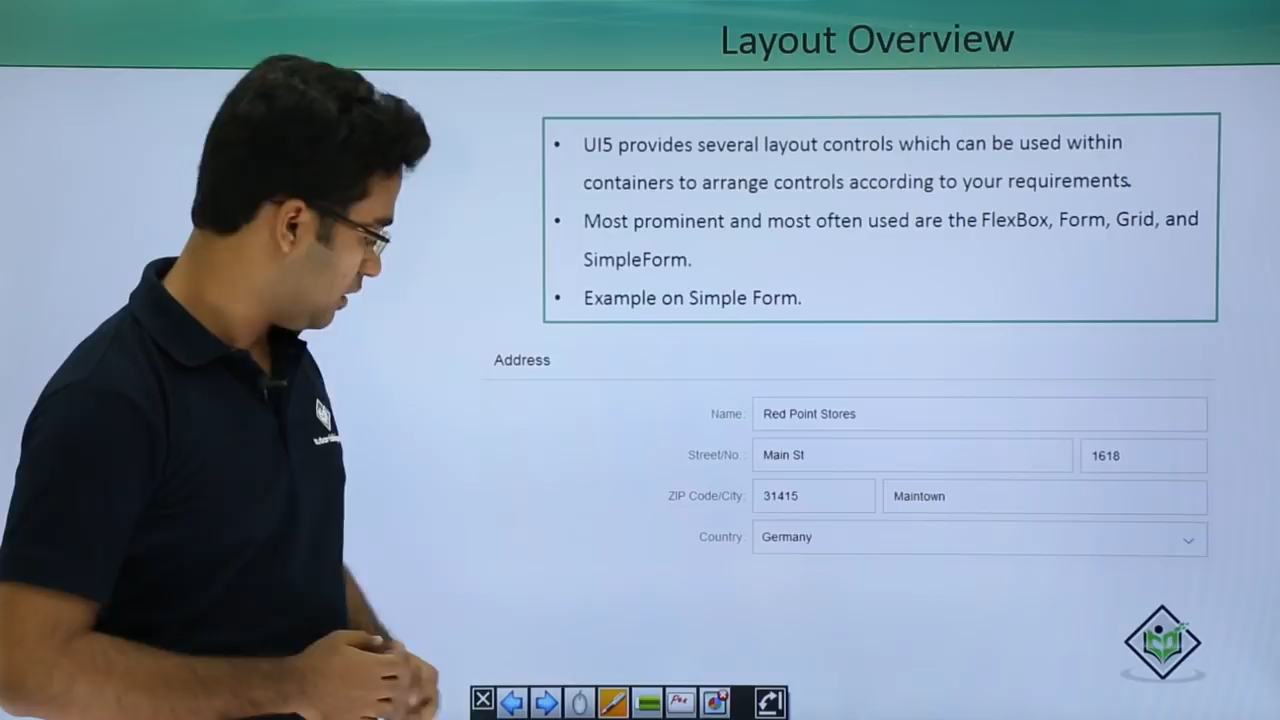 Layout Overview
• UI5 provides several layout controls which can be used within
containers to arrange controls according to your requirements.
• Most prominent and most often used are the FlexBox, Form, Grid, and
SimpleForm.
• Example on Simple Form.
Address
Name: Red Point Stores
Street/No.: Main St 1618
ZIP Code/City: 31415 Maintown
Country: Germany